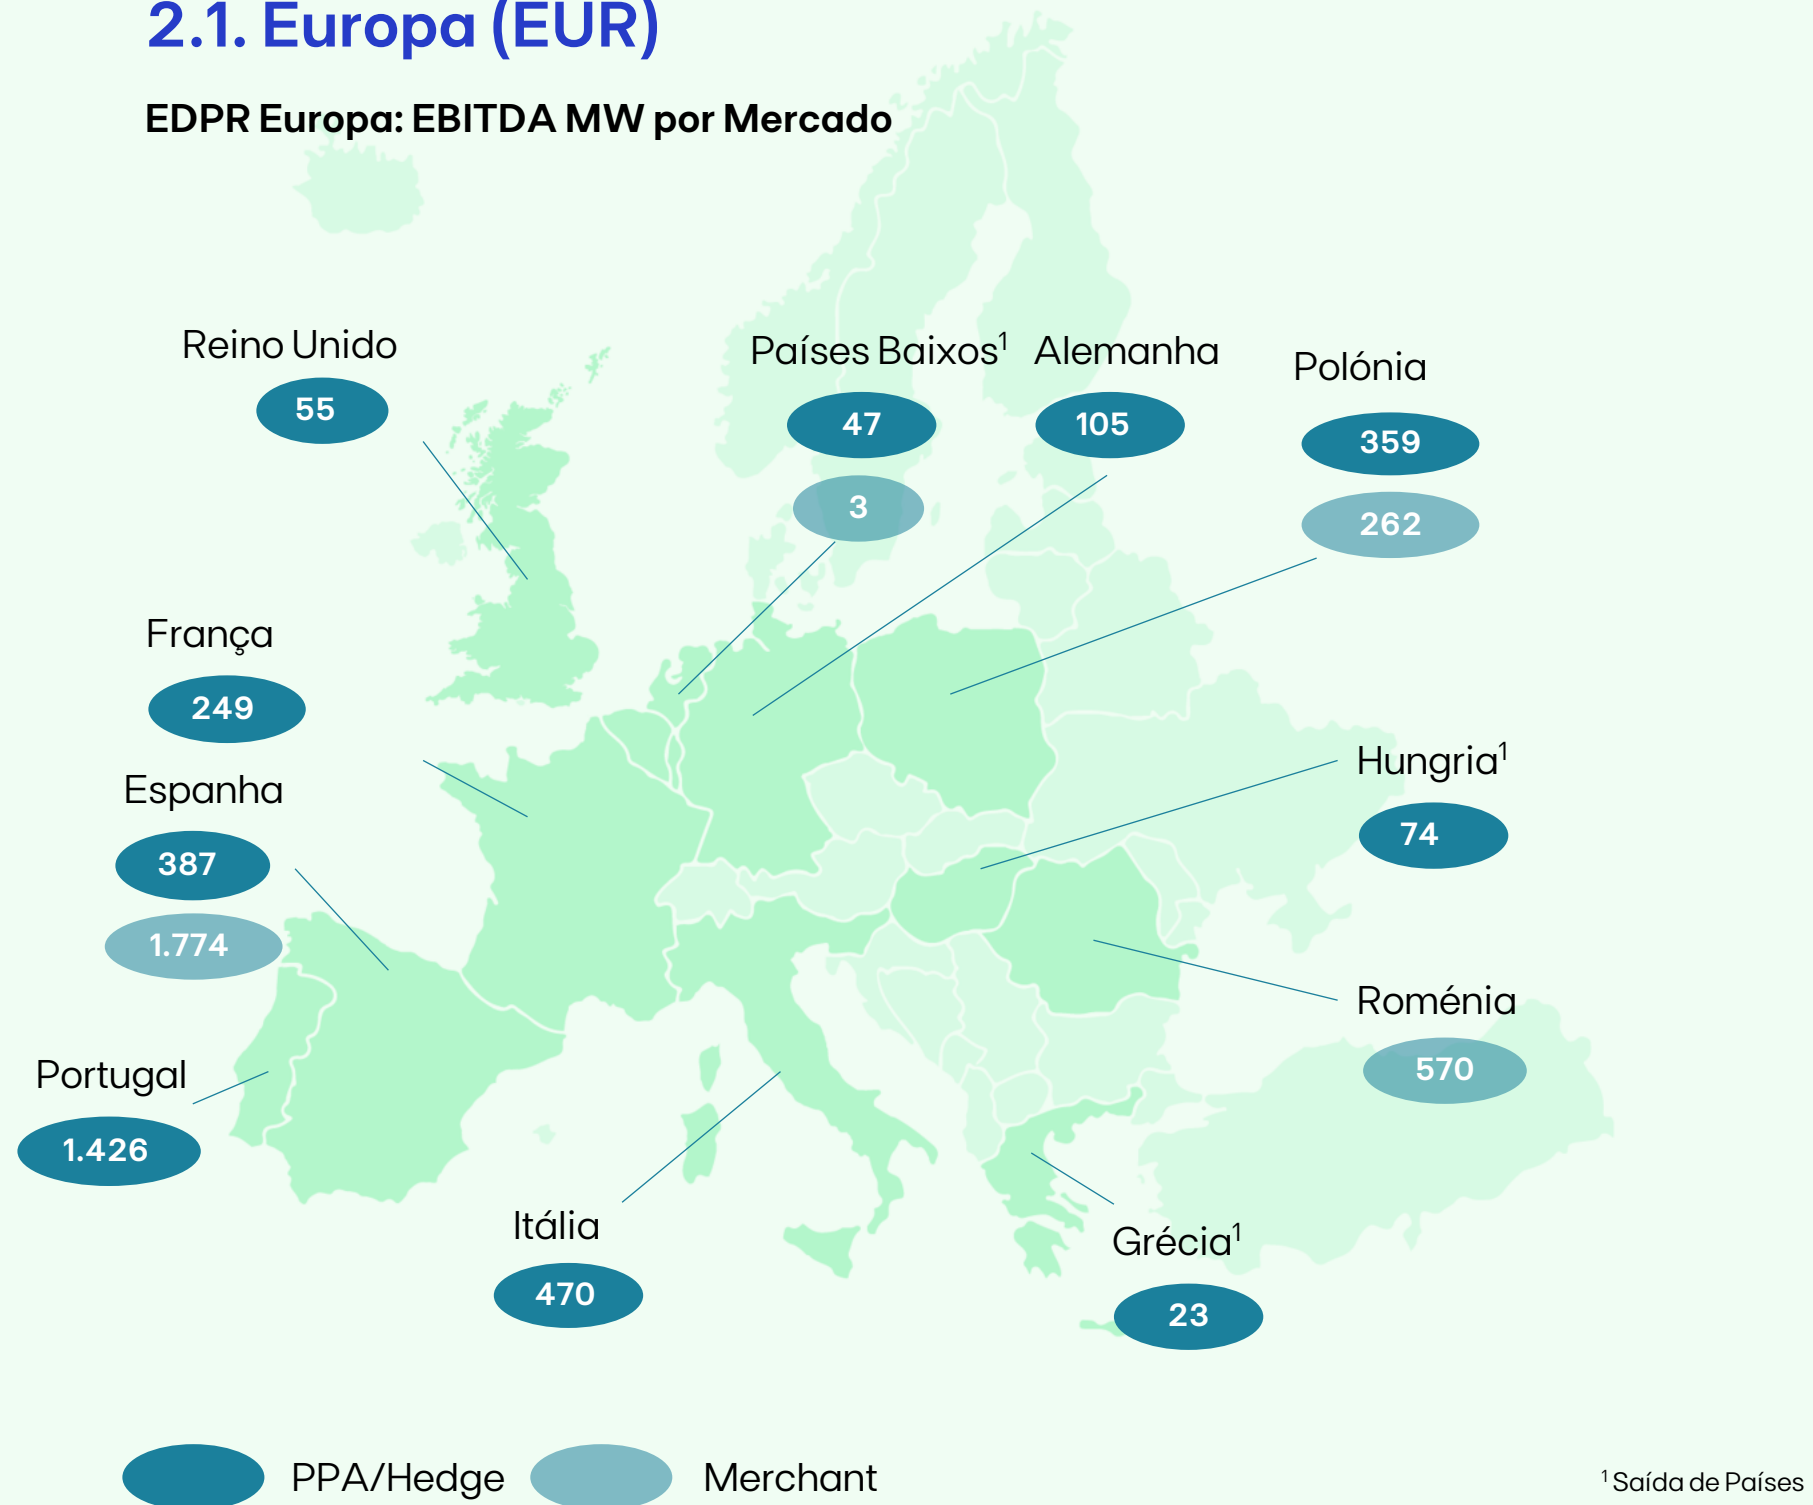 2.1. Europa (EUR)
EDPR Europa: EBITDA MW por Mercado
Reino Unido
55
Países Baixos¹
47
3
Alemanha
105
Polónia
359
262
França
249
Espanha
387
1.774
Hungria¹
74
Roménia
570
Portugal
1.426
Itália
470
Grécia¹
23
PPA/Hedge
Merchant
¹ Saída de Países